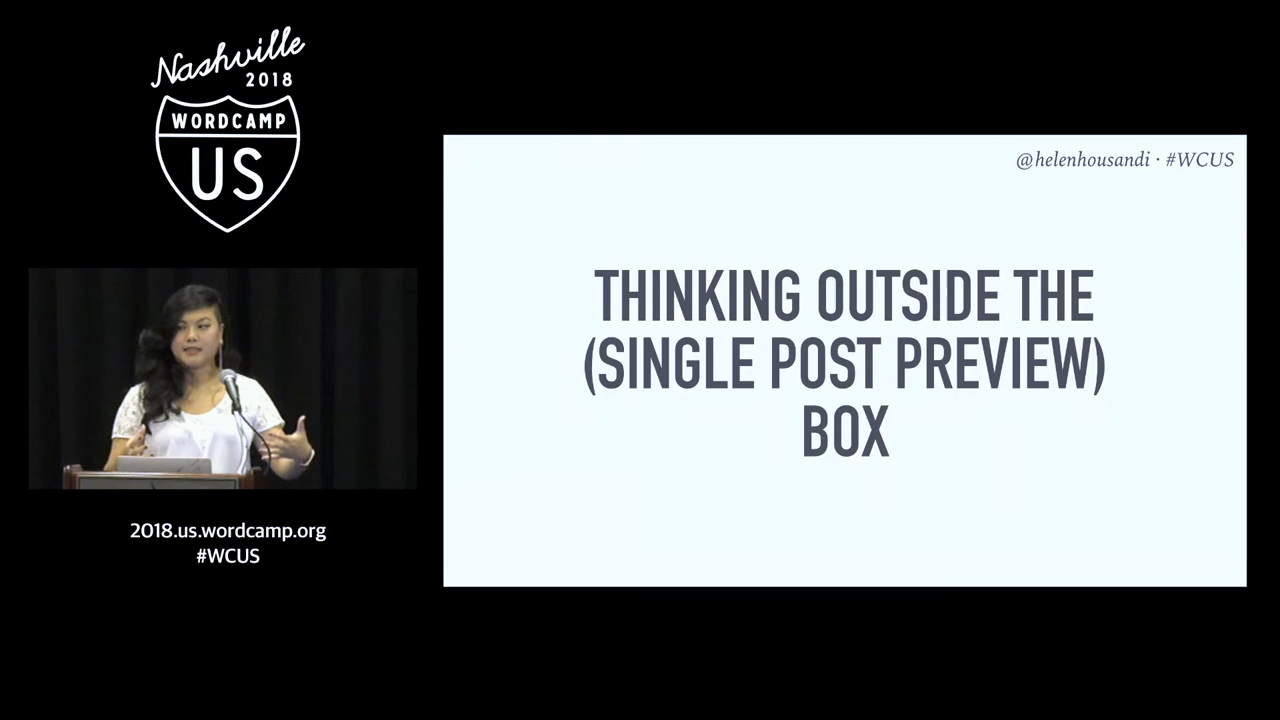 Nashville
2018
WORDCAMP
US
@helenhousandi · #WCUS
THINKING OUTSIDE THE
(SINGLE POST PREVIEW)
BOX
2018.us.wordcamp.org
#WCUS